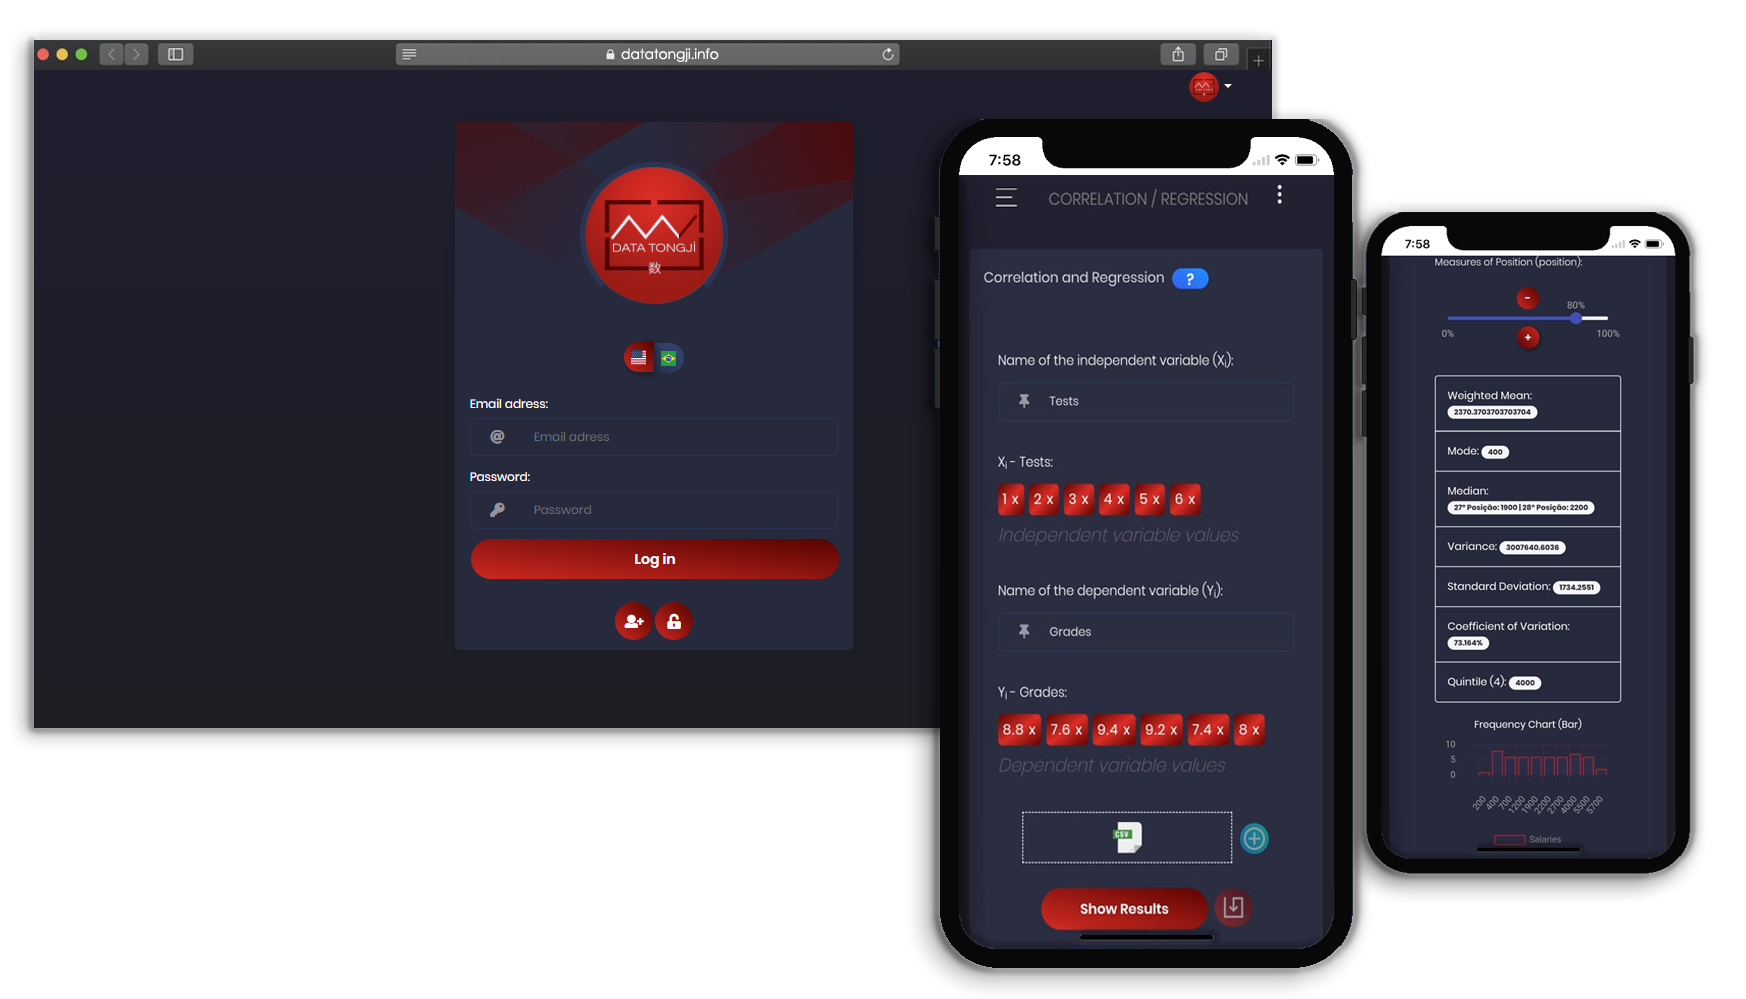 datatongji.info
DATA TONGJI
数
Email adress:
@ Email adress
Password:
Password
Log in
7:58
CORRELATION / REGRESSION
Correlation and Regression ?
Name of the independent variable (Xi):
Tests
Xi - Tests:
1 x 2 x 3 x 4 x 5 x 6 x
Independent variable values
Name of the dependent variable (Yi):
Grades
Yi - Grades:
8.8 x 7.6 x 9.4 x 9.2 x 7.4 x 8 x
Dependent variable values
CSV
Show Results
7:58
Measures of Position (position):
-
80%
0% 100%
+
Weighted Mean:
2370.3703703703704
Mode: 400
Median:
27º Posição: 1900 | 28º Posição: 2200
Variance: 3007640.6036
Standard Deviation: 1734.2551
Coefficient of Variation:
73.164%
Quintile (4): 4000
Frequency Chart (Bar)
10
5
0
200 400 700 1200 1900 2200 2700 4000 5500 5700
Salaries